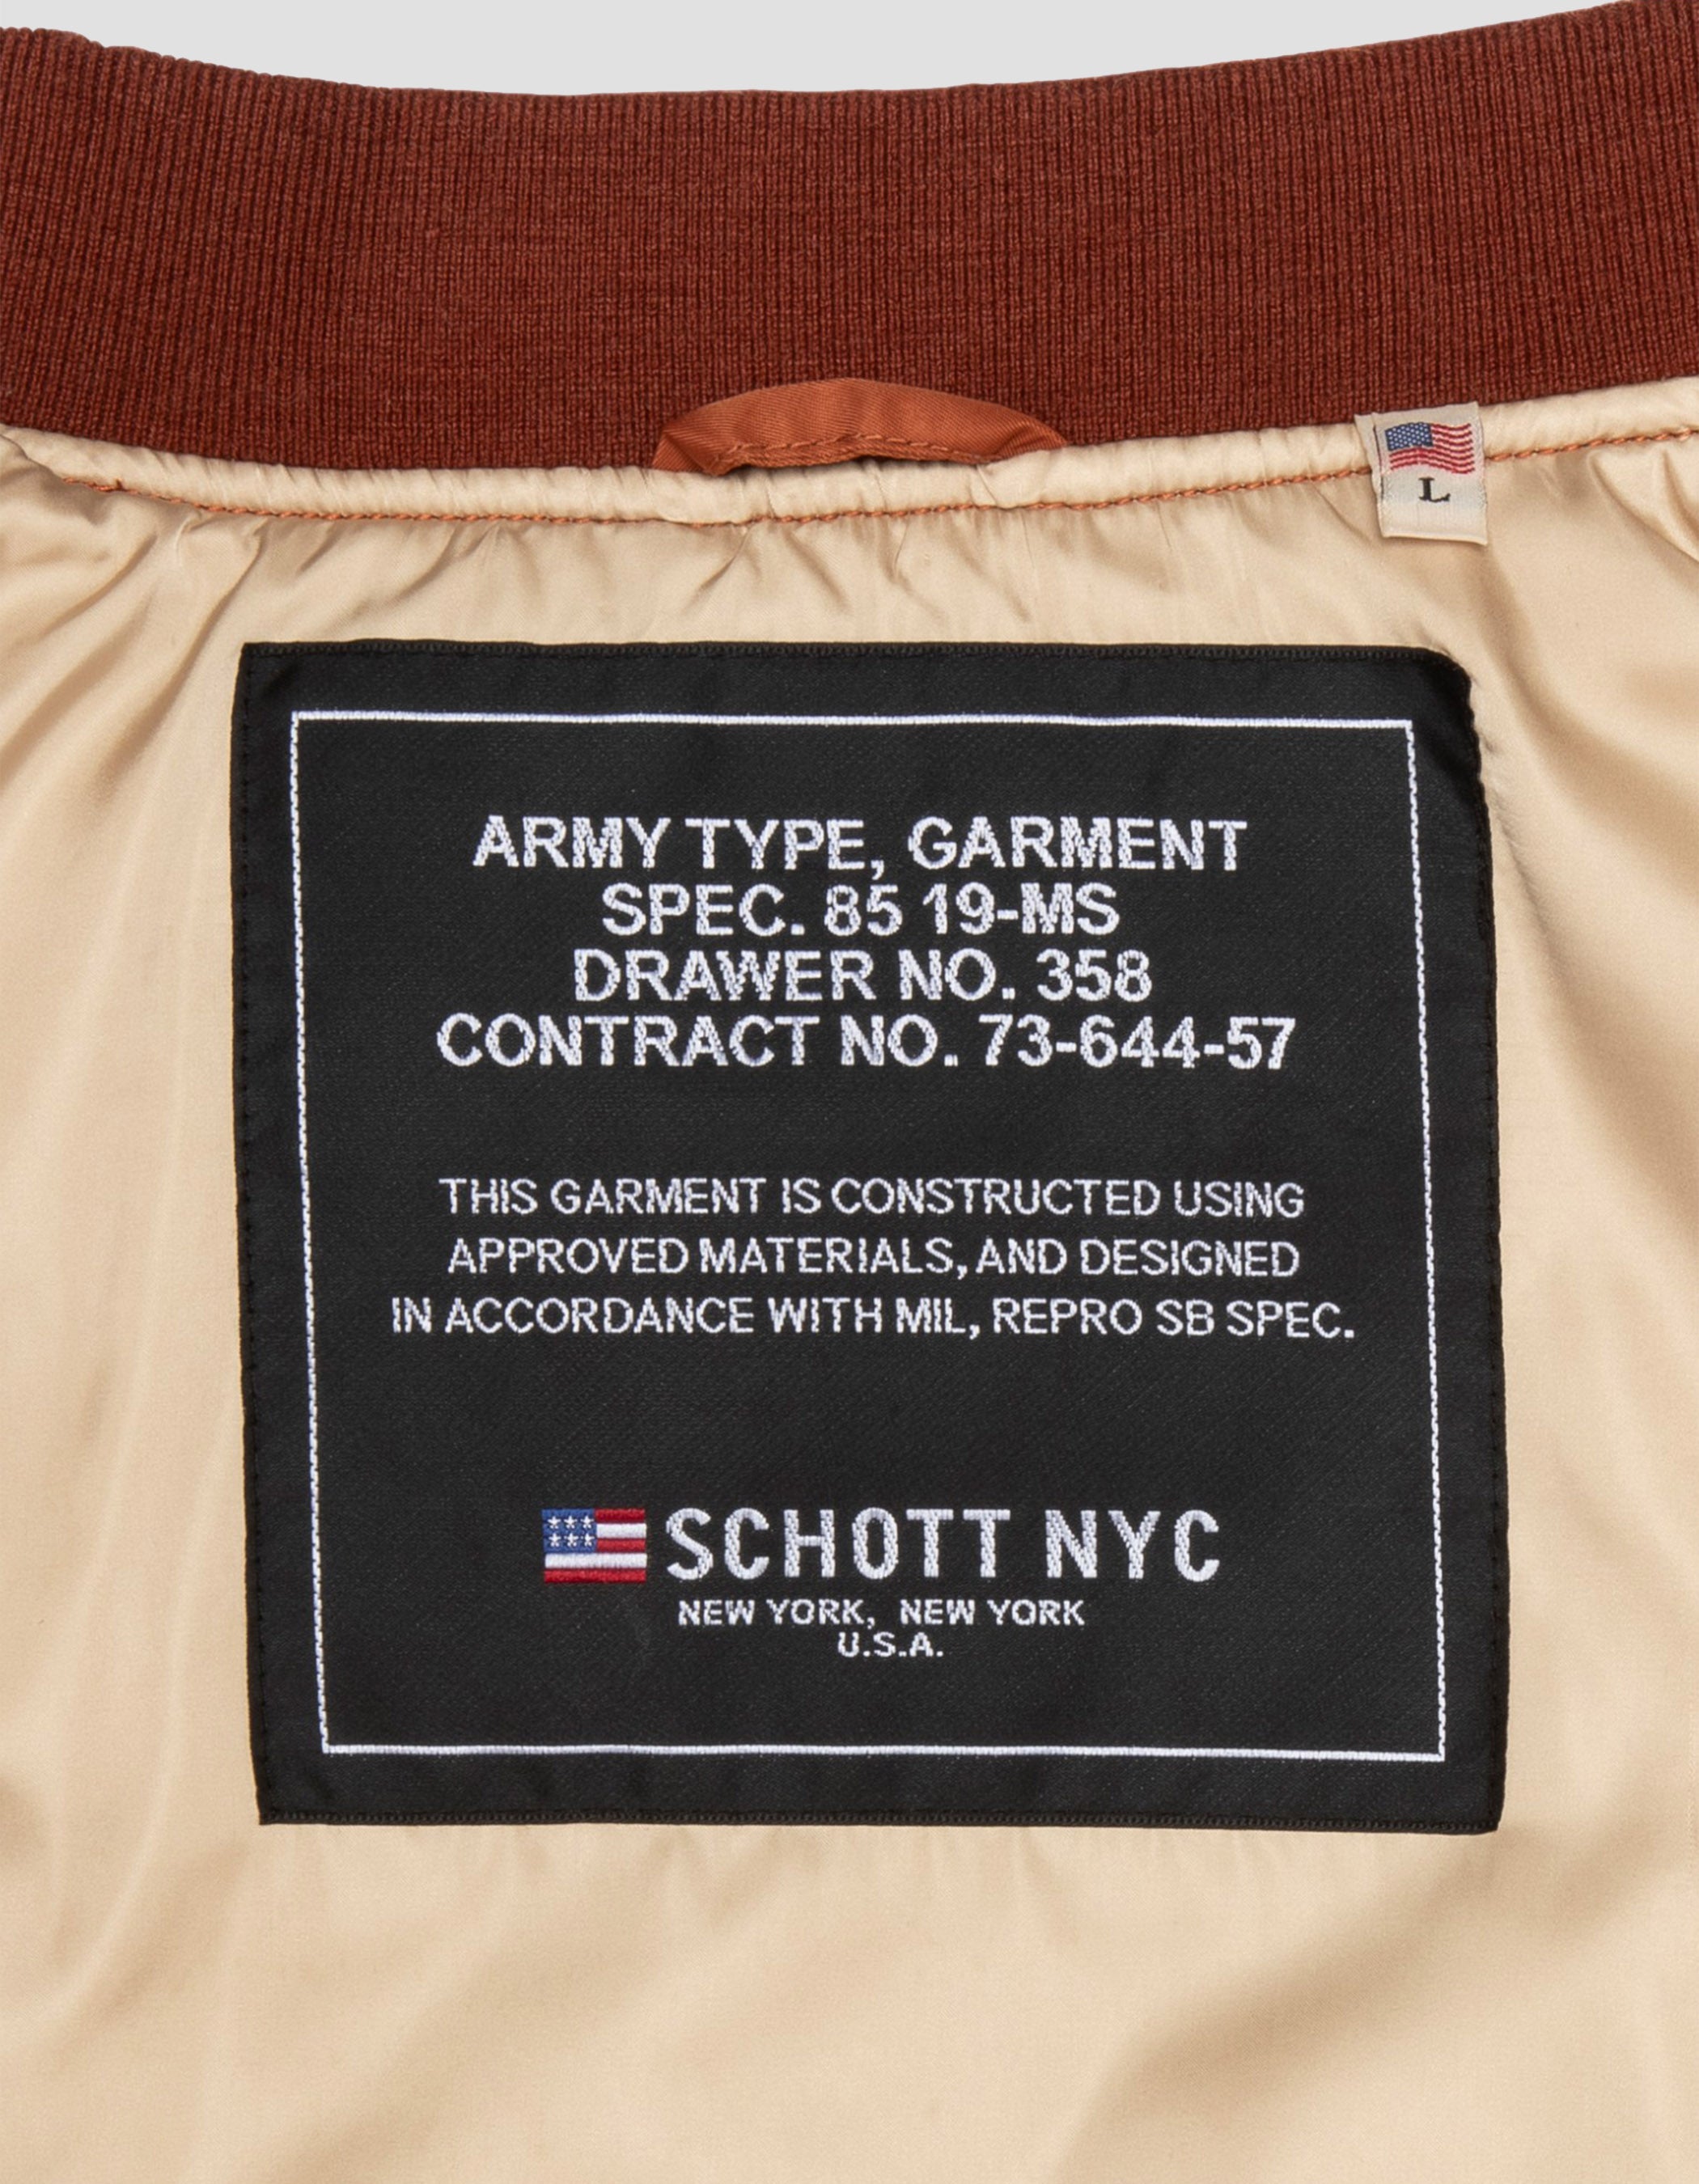 L
ARMY TYPE, GARMENT
SPEC. 85 19-MS
DRAWER NO. 358
CONTRACT NO. 73-644-57
THIS GARMENT IS CONSTRUCTED USING
APPROVED MATERIALS, AND DESIGNED
IN ACCORDANCE WITH MIL, REPRO SB SPEC.
SCHOTT NYC
NEW YORK, NEW YORK
U.S.A.